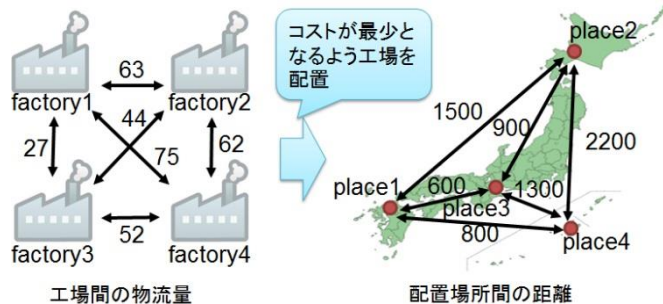 コストが最少と
なるよう工場を
配置
factory1
63
factory2
27
44
75
62
factory3
52
factory4
工場間の物流量
place2
1500
900
2200
place1
600
1300
place3
800
place4
配置場所間の距離